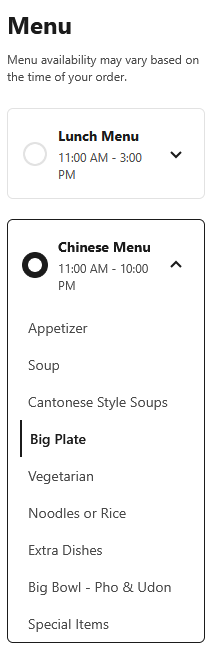 Menu
Menu availability may vary based on
the time of your order.
Lunch Menu
11:00 AM - 3:00
PM
Chinese Menu
11:00 AM - 10:00
PM
Appetizer
Soup
Cantonese Style Soups
Big Plate
Vegetarian
Noodles or Rice
Extra Dishes
Big Bowl - Pho & Udon
Special Items